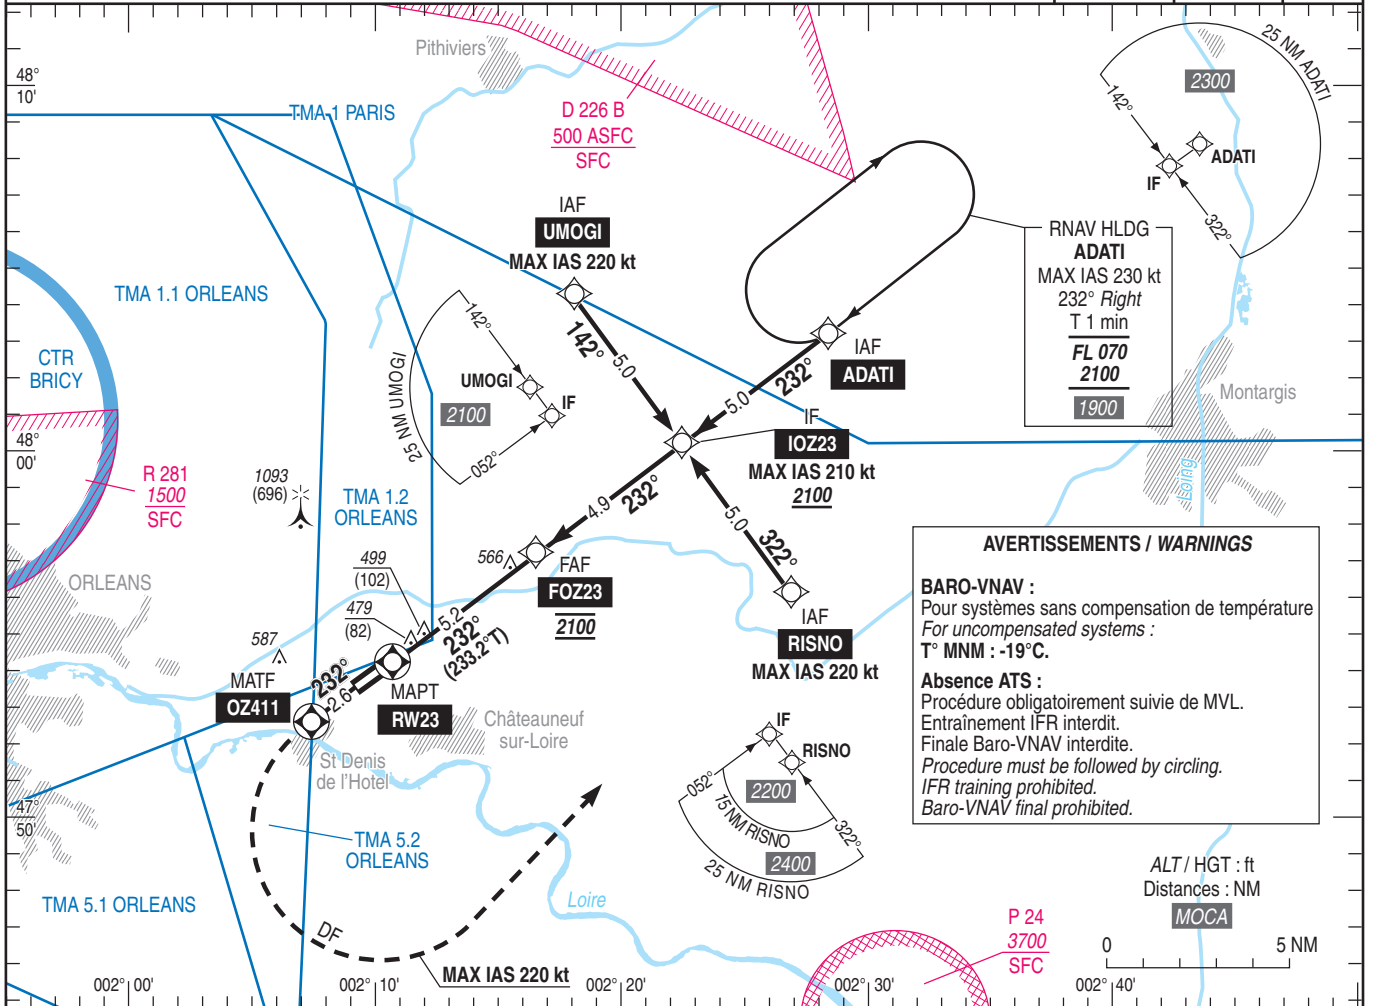 Pithiviers
48°
10'
TMA 1 PARIS
D 226 B
500 ASFC
SFC
25 NM ADATI
2300
142°
ADATI
IF
322°
IAF
UMOGI
MAX IAS 220 kt
RNAV HLDG
ADATI
MAX IAS 230 kt
232° Right
T 1 min
FL 070
2100
1900
TMA 1.1 ORLEANS
CTR
BRICY
142°
5.0
IAF
ADATI
232°
5.0
142°
UMOGI
IF
2100
052°
25 NM UMOGI
Montargis
Loing
IF
IOZ23
MAX IAS 210 kt
2100
48°
00'
R 281
1500
SFC
1093
(696)
TMA 1.2
ORLEANS
4.9
232°
5.0
322°
566
FAF
FOZ23
2100
499
(102)
479
(82)
587
ORLEANS
5.2
232°
(233.2°T)
IAF
RISNO
MAX IAS 220 kt
AVERTISSEMENTS / WARNINGS
BARO-VNAV :
Pour systèmes sans compensation de température
For uncompensated systems :
T° MNM : -19°C.
Absence ATS :
Procédure obligatoirement suivie de MVL.
Entraînement IFR interdit.
Finale Baro-VNAV interdite.
Procedure must be followed by circling.
IFR training prohibited.
Baro-VNAV final prohibited.
MATF
OZ411
232°
2.6
MAPT
RW23
Châteauneuf
sur-Loire
St Denis
de l'Hotel
IF
RISNO
052°
2200
15 NM RISNO
322°
2400
25 NM RISNO
47°
50'
TMA 5.2
ORLEANS
TMA 5.1 ORLEANS
DF
MAX IAS 220 kt
Loire
P 24
3700
SFC
ALT / HGT : ft
Distances : NM
MOCA
0
5 NM
002° 00'
002° 10'
002° 20'
002° 30'
002° 40'